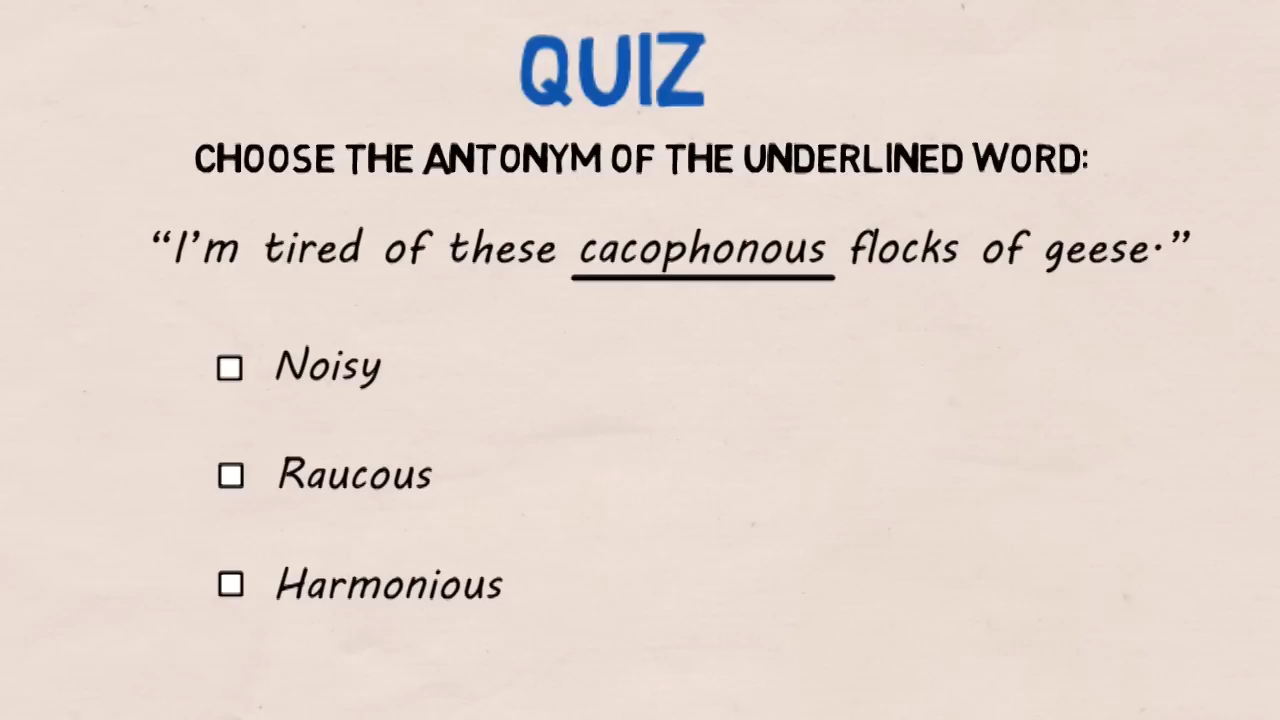 QUIZ
CHOOSE THE ANTONYM OF THE UNDERLINED WORD:
“I’m tired of these cacophonous flocks of geese.”
Noisy
Raucous
Harmonious